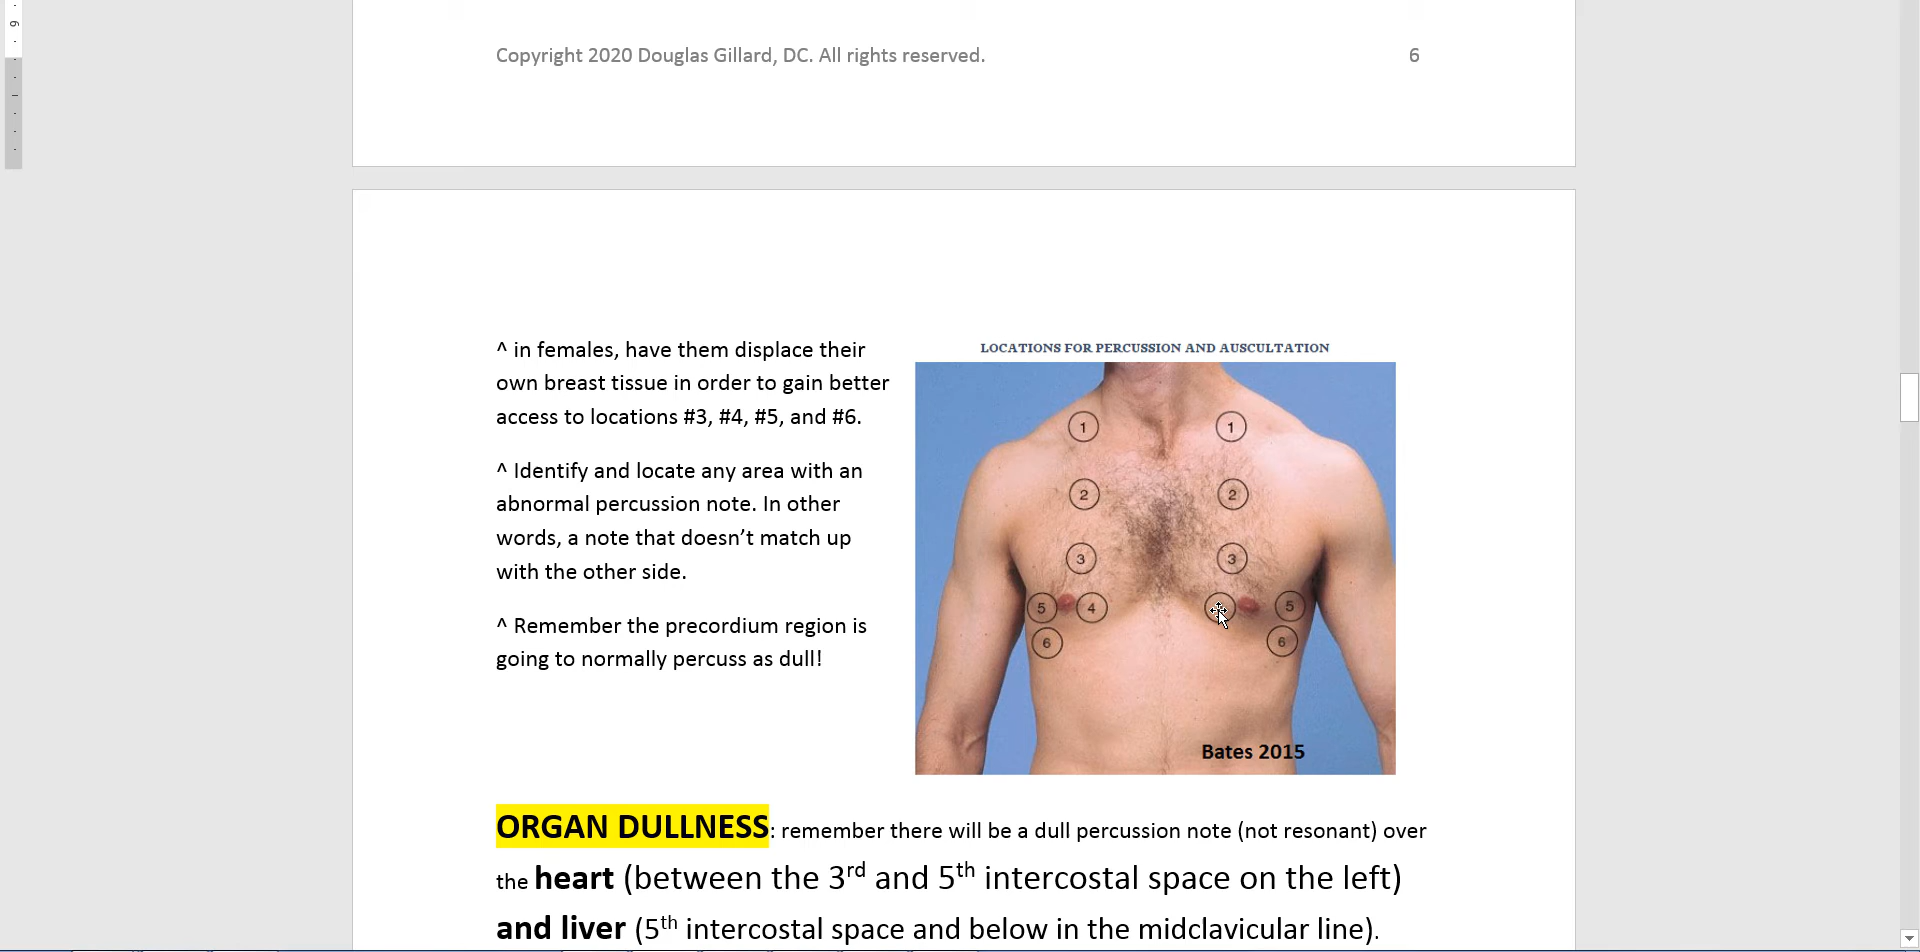 Copyright 2020 Douglas Gillard, DC. All rights reserved. 6
^ in females, have them displace their
own breast tissue in order to gain better
access to locations #3, #4, #5, and #6.
^ Identify and locate any area with an
abnormal percussion note. In other
words, a note that doesn’t match up
with the other side.
^ Remember the precordium region is
going to normally percuss as dull!
LOCATIONS FOR PERCUSSION AND AUSCULTATION
1 1
2 2
3 3
5 4 5
6 6
Bates 2015
ORGAN DULLNESS: remember there will be a dull percussion note (not resonant) over
the heart (between the 3rd and 5th intercostal space on the left)
and liver (5th intercostal space and below in the midclavicular line).